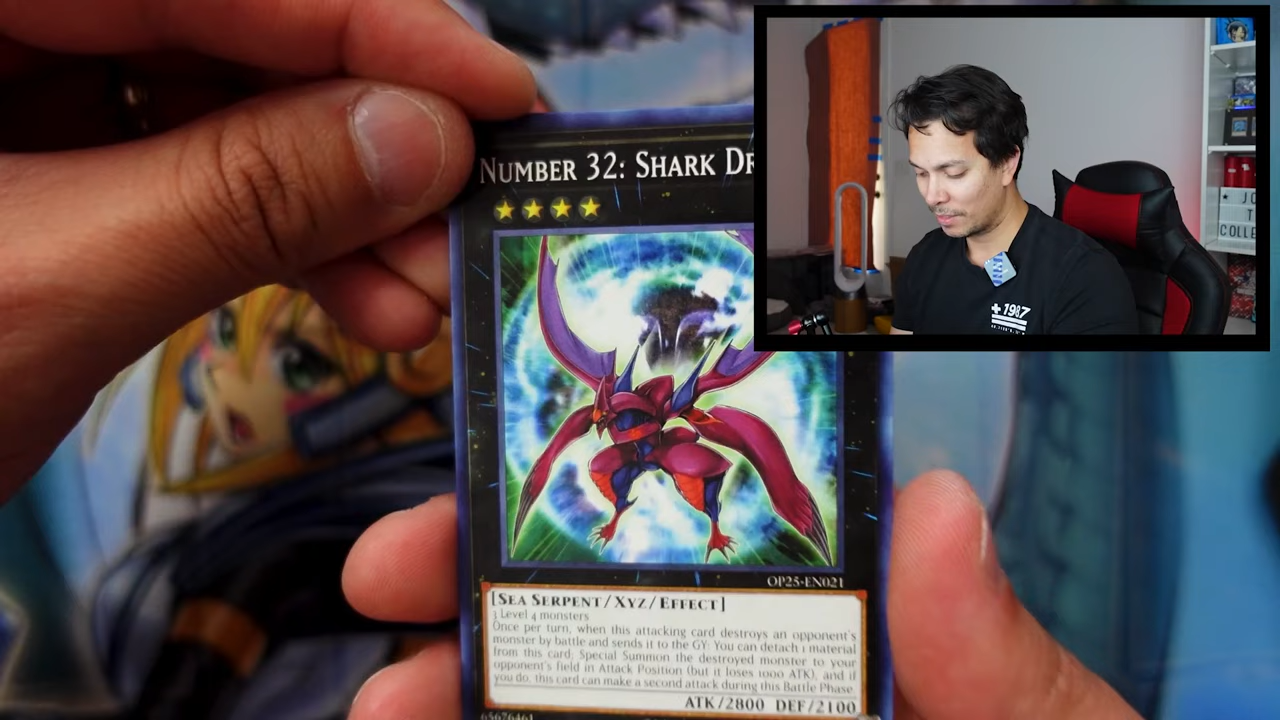 NUMBER 32: SHARK DR
OP25-EN021
[SEA SERPENT/XYZ/EFFECT]
3 Level 4 monsters
Once per turn, when this attacking card destroys an opponent's
monster by battle and sends it to the GY: You can detach 1 material
from this card; Special Summon the destroyed monster to your
opponent's field in Attack Position (but it loses 1000 ATK), and if
you do, this card can make a second attack during this Battle Phase.
ATK/2800 DEF/2100
65676461
+ 1987
JO
T
COLLE